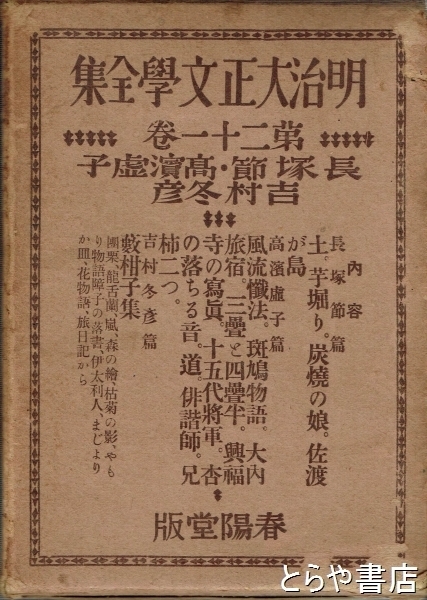 明治大正文學全集
第二十一卷
長塚節・高濱虛子
吉村冬彦
内容
長塚節篇
土。芋堀り。炭燒の娘。佐渡
が島
高濱虛子篇
風流懺法。斑鳩物語。大内
旅宿。三疊と四疊半。興福
寺の寫眞。十五代將軍。杏
の落ちる音。道。俳諧師。兄
柿二つ。
吉村冬彦篇
藪柑子集
團栗、龍舌蘭、嵐、森の繪、枯菊の影、やも
り物語、障子の落書、伊太利人、まじより
か皿、花物語、旅日記から
春陽堂版
とらや書店